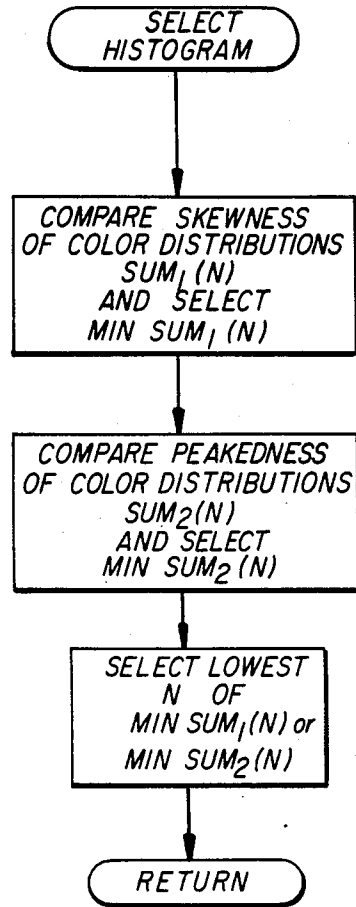 SELECT
HISTOGRAM
COMPARE SKEWNESS
OF COLOR DISTRIBUTIONS
SUM₁(N)
AND SELECT
MIN SUM₁(N)
COMPARE PEAKEDNESS
OF COLOR DISTRIBUTIONS
SUM₂(N)
AND SELECT
MIN SUM₂(N)
SELECT LOWEST
N OF
MIN SUM₁(N) or
MIN SUM₂(N)
RETURN